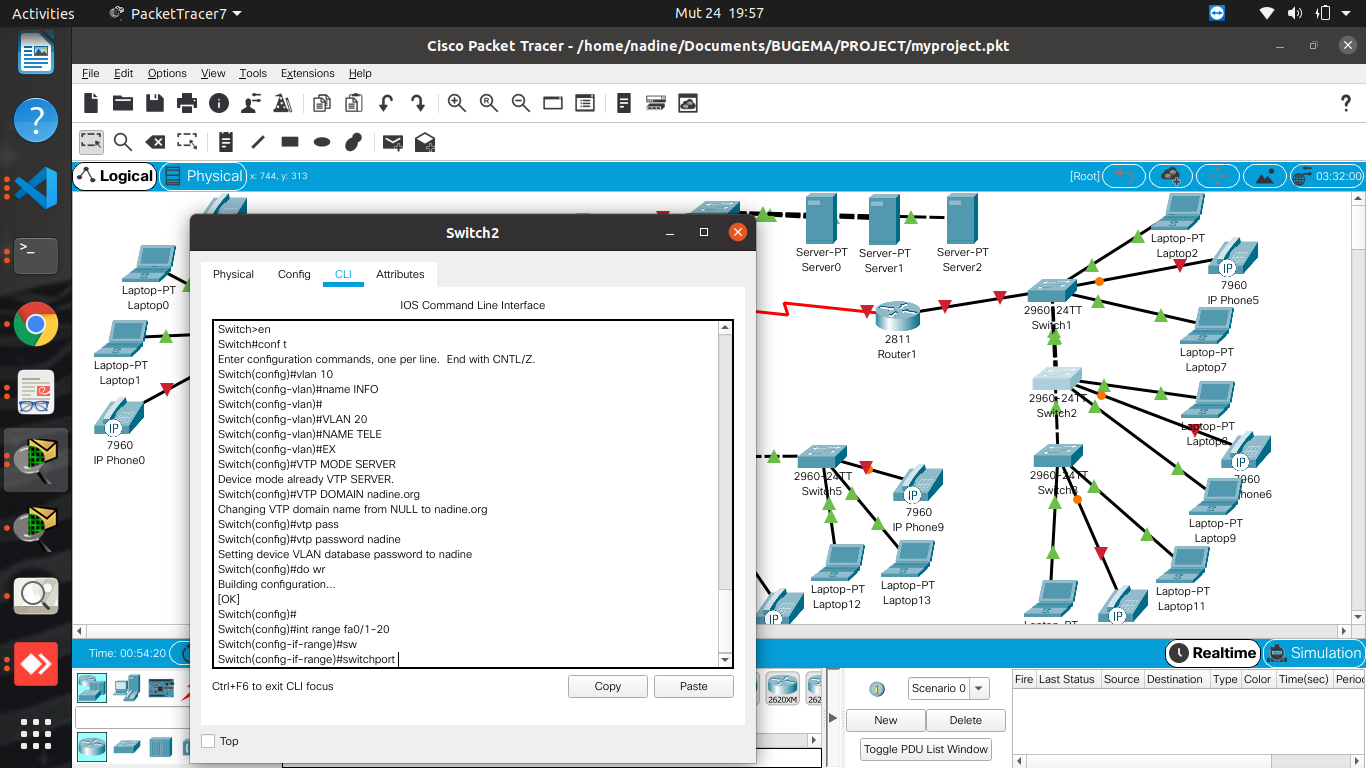 Activities
PacketTracer7
Mut 24 19:57
Cisco Packet Tracer - /home/nadine/Documents/BUGEMA/PROJECT/myproject.pkt
File Edit Options View Tools Extensions Help
Logical
Physical
x: 744, y: 313
[Root]
03:32:00
Switch2
Physical Config CLI Attributes
IOS Command Line Interface
Switch>en
Switch#conf t
Enter configuration commands, one per line. End with CNTL/Z.
Switch(config)#vlan 10
Switch(config-vlan)#name INFO
Switch(config-vlan)#
Switch(config-vlan)#VLAN 20
Switch(config-vlan)#NAME TELE
Switch(config-vlan)#EX
Switch(config)#VTP MODE SERVER
Device mode already VTP SERVER.
Switch(config)#VTP DOMAIN nadine.org
Changing VTP domain name from NULL to nadine.org
Switch(config)#vtp pass
Switch(config)#vtp password nadine
Setting device VLAN database password to nadine
Switch(config)#do wr
Building configuration...
[OK]
Switch(config)#
Switch(config)#int range fa0/1-20
Switch(config-if-range)#sw
Switch(config-if-range)#switchport
Ctrl+F6 to exit CLI focus
Copy
Paste
Top
Laptop-PT
Laptop0
Laptop-PT
Laptop1
IP
7960
IP Phone0
Server-PT
Server0
Server-PT
Server1
Server-PT
Server2
Laptop-PT
Laptop2
IP
7960
IP Phone5
2960-24TT
Switch1
2811
Router1
Laptop-PT
Laptop7
2960-24TT
Switch2
Laptop-PT
Laptop8
IP
7960
Phone6
2960-24TT
Switch5
2960-24TT
IP
7960
IP Phone9
Laptop-PT
Laptop9
Laptop-PT
Laptop12
Laptop-PT
Laptop13
Laptop-PT
Laptop11
IP
IP
Time: 00:54:20
Realtime
Simulation
2620XM
Scenario 0
New
Delete
Toggle PDU List Window
Fire Last Status Source Destination Type Color Time(sec) Period